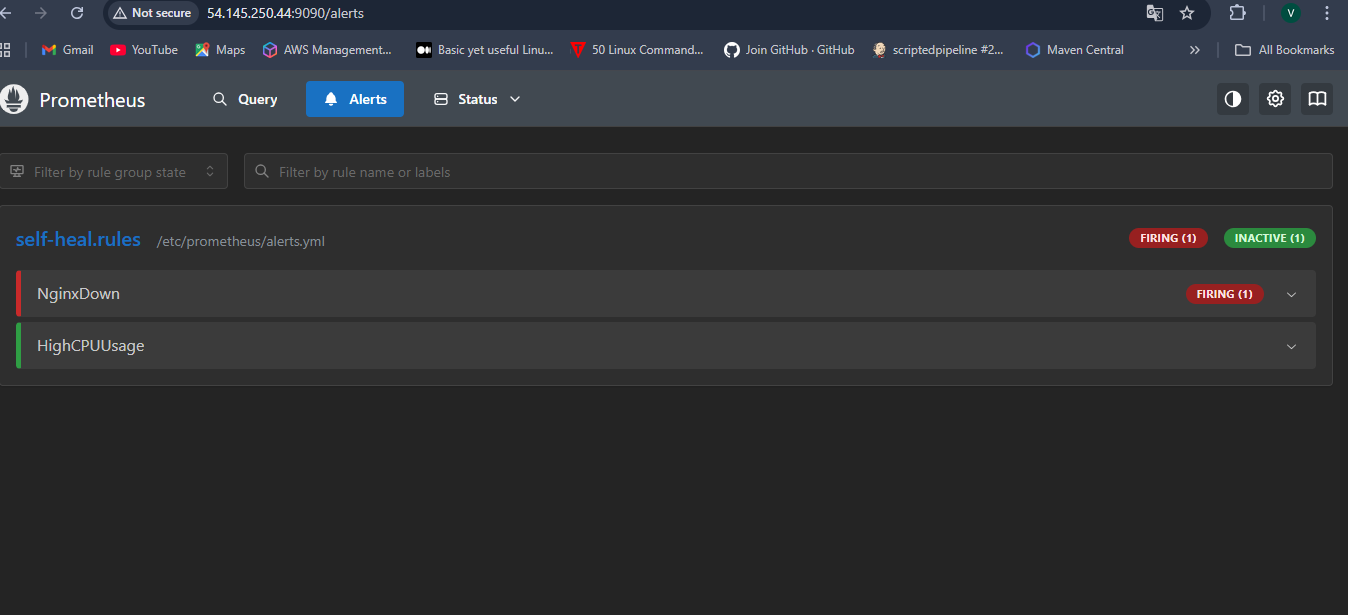 Not secure 54.145.250.44:9090/alerts V
Gmail YouTube Maps AWS Management... Basic yet useful Linu... 50 Linux Command... Join GitHub · GitHub scriptedpipeline #2... Maven Central » All Bookmarks
Prometheus Query Alerts Status
Filter by rule group state Filter by rule name or labels
self-heal.rules /etc/prometheus/alerts.yml FIRING (1) INACTIVE (1)
NginxDown FIRING (1)
HighCPUUsage